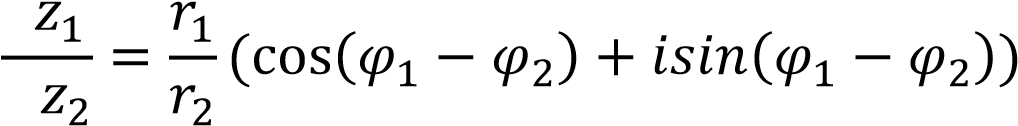 z₁/z₂ = r₁/r₂ (cos(φ₁ − φ₂) + isin(φ₁ − φ₂))